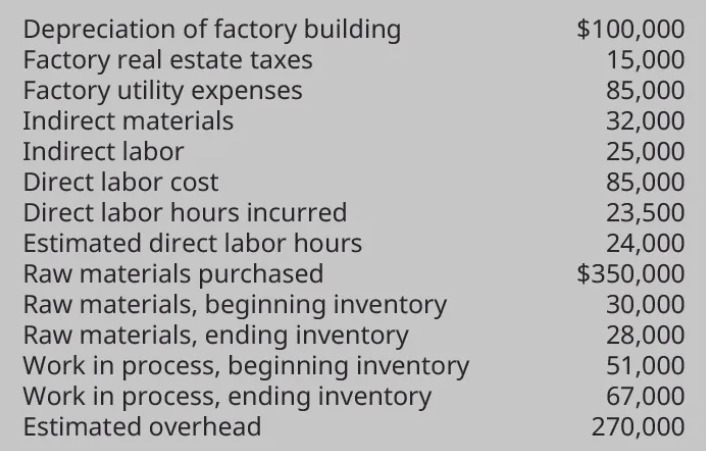 Depreciation of factory building $100,000
Factory real estate taxes 15,000
Factory utility expenses 85,000
Indirect materials 32,000
Indirect labor 25,000
Direct labor cost 85,000
Direct labor hours incurred 23,500
Estimated direct labor hours 24,000
Raw materials purchased $350,000
Raw materials, beginning inventory 30,000
Raw materials, ending inventory 28,000
Work in process, beginning inventory 51,000
Work in process, ending inventory 67,000
Estimated overhead 270,000